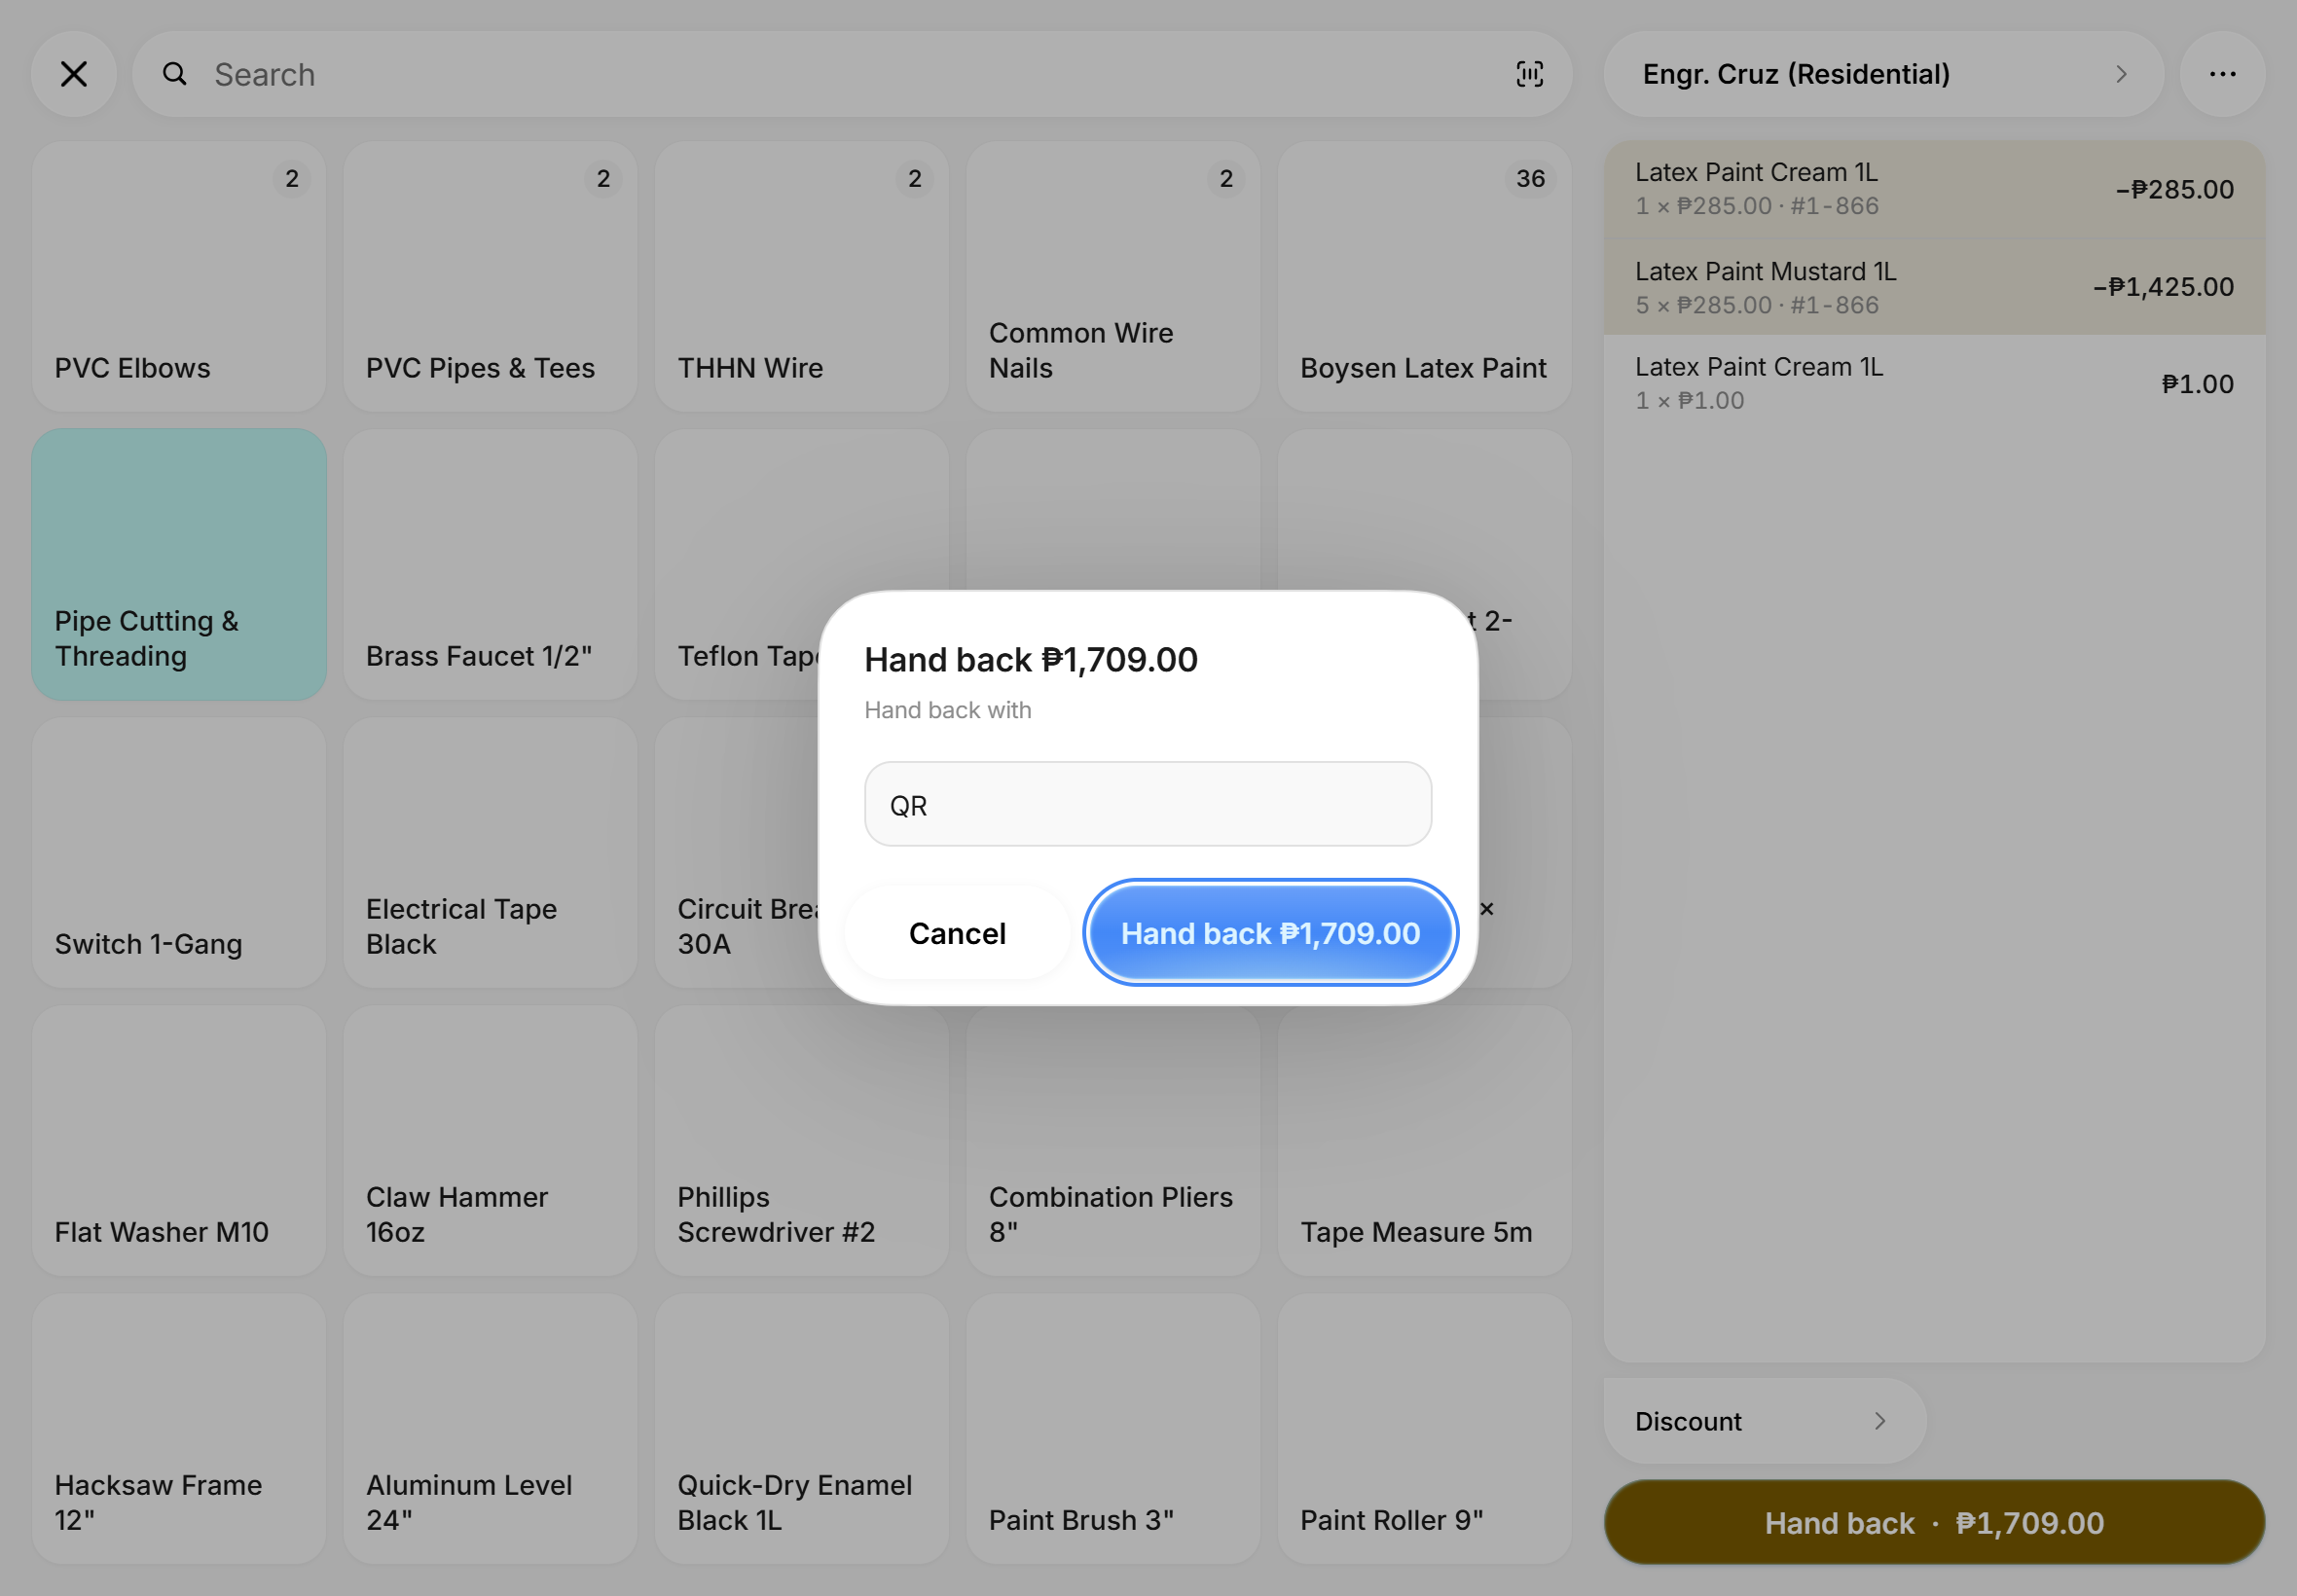 Search
Engr. Cruz (Residential)
2
2
2
2
36
PVC Elbows
PVC Pipes & Tees
THHN Wire
Common Wire
Nails
Boysen Latex Paint
Latex Paint Cream 1L
1 × ₱285.00 · #1-866
−₱285.00
Latex Paint Mustard 1L
5 × ₱285.00 · #1-866
−₱1,425.00
Latex Paint Cream 1L
1 × ₱1.00
₱1.00
Pipe Cutting &
Threading
Brass Faucet 1/2"
Teflon Tape
t 2-
Hand back ₱1,709.00
Hand back with
QR
Cancel
Hand back ₱1,709.00
Switch 1-Gang
Electrical Tape
Black
Circuit Brea
30A
×
Flat Washer M10
Claw Hammer
16oz
Phillips
Screwdriver #2
Combination Pliers
8"
Tape Measure 5m
Hacksaw Frame
12"
Aluminum Level
24"
Quick-Dry Enamel
Black 1L
Paint Brush 3"
Paint Roller 9"
Discount
Hand back · ₱1,709.00